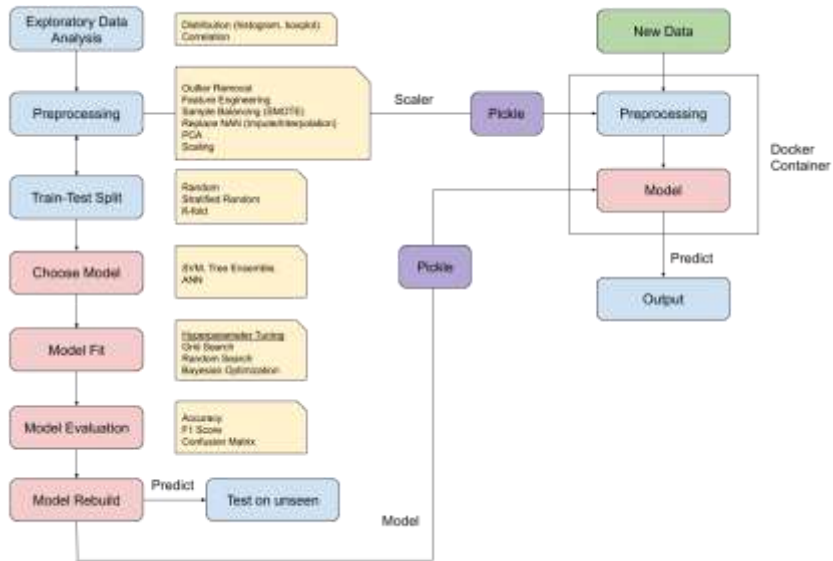 Exploratory Data
Analysis
Distribution (histogram, boxplot)
Correlation
New Data
Preprocessing
Outlier Removal
Feature Engineering
Sample Balancing (SMOTE)
Replace NAN (Impute/Interpolation)
PCA
Scaling
Scaler
Pickle
Preprocessing
Docker
Container
Train-Test Split
Random
Stratified Random
K-fold
Model
Choose Model
SVM, Tree Ensemble,
ANN
Pickle
Predict
Output
Model Fit
Hyperparameter Tuning
Grid Search
Random Search
Bayesian Optimization
Model Evaluation
Accuracy
F1 Score
Confusion Matrix
Model Rebuild
Predict
Test on unseen
Model